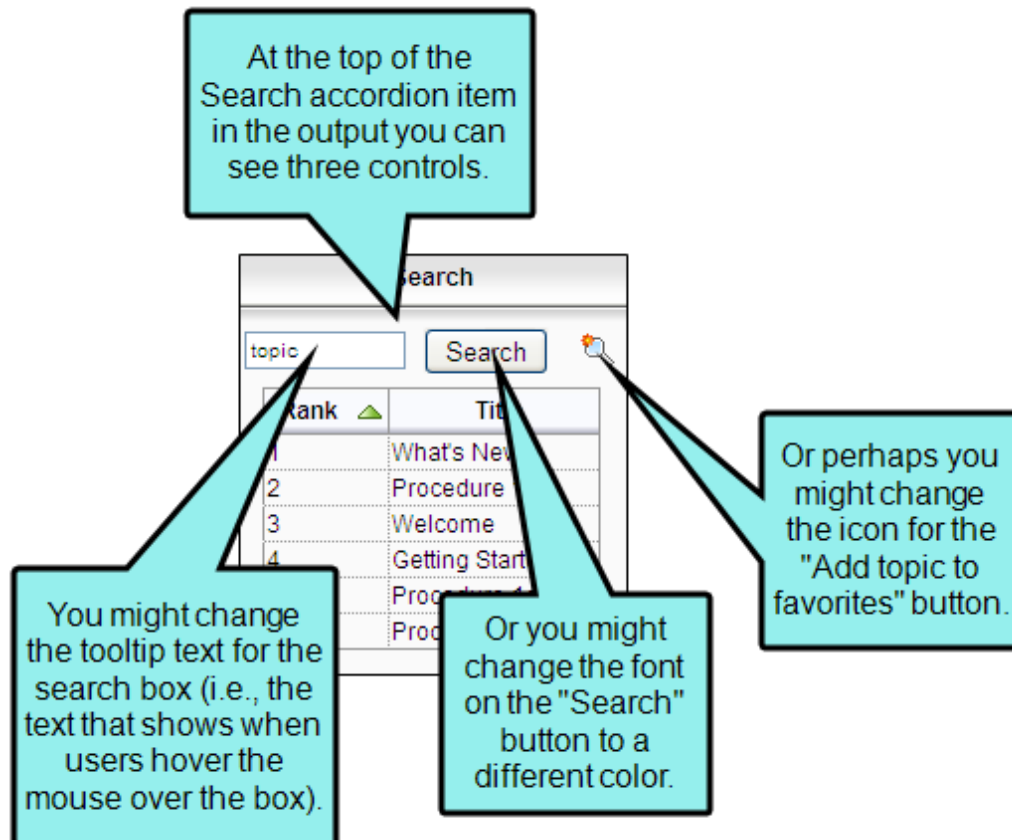 At the top of the
Search accordion item
in the output you can
see three controls.
Search
topic
Search
Rank
Tit
1
What's New
2
Procedure
3
Welcome
4
Getting Start
Procedure
Proc
Or perhaps you
might change
the icon for the
"Add topic to
favorites" button.
You might change
the tooltip text for the
search box (i.e., the
text that shows when
users hover the
mouse over the box).
Or you might
change the font
on the "Search"
button to a
different color.